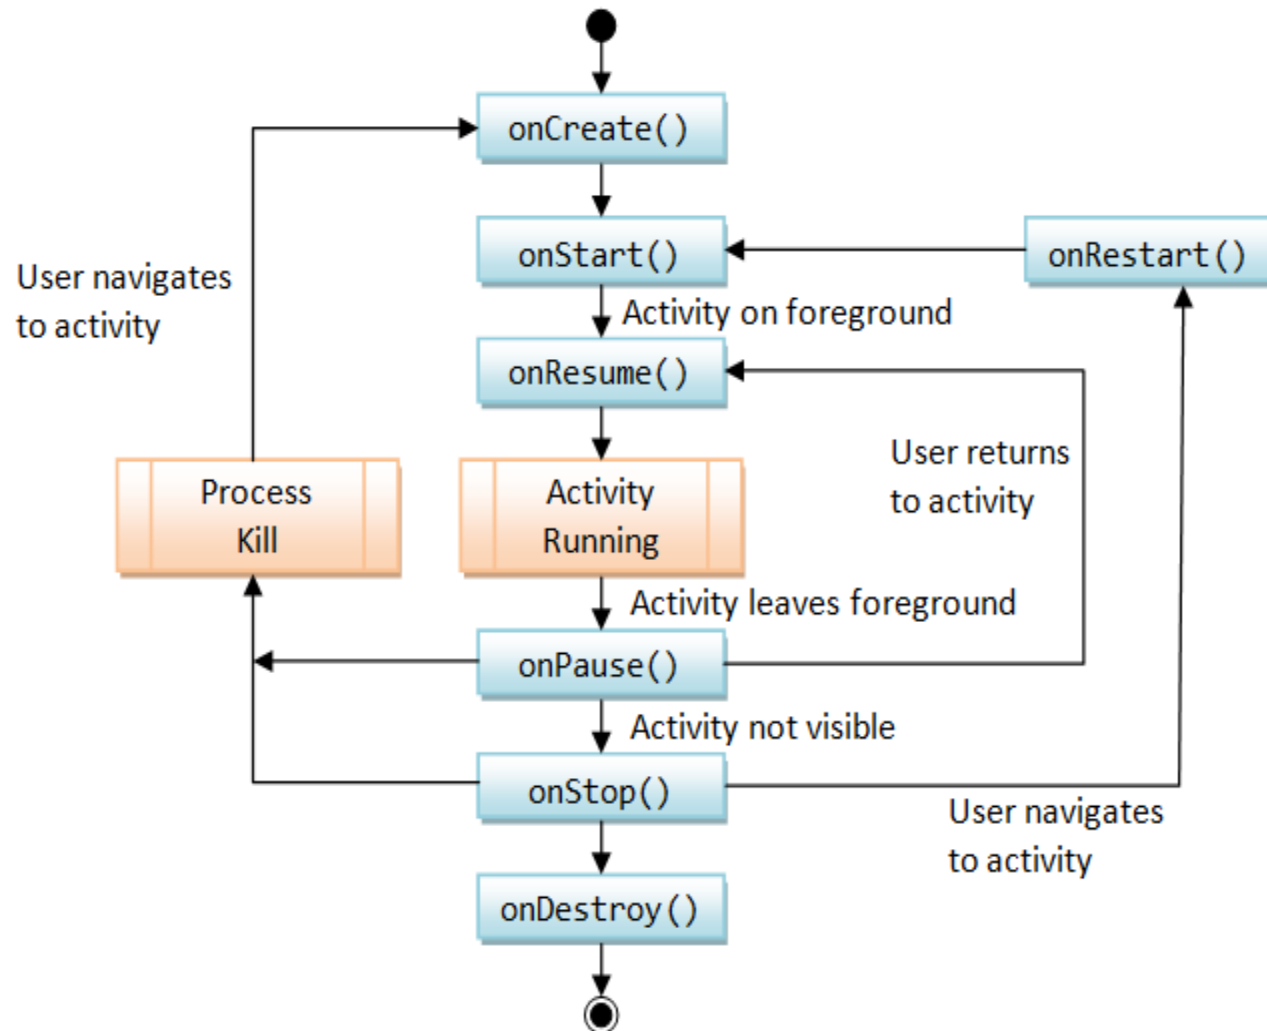 onCreate()
onStart()
onRestart()
User navigates
to activity
Activity on foreground
onResume()
User returns
to activity
Process
Kill
Activity
Running
Activity leaves foreground
onPause()
Activity not visible
onStop()
User navigates
to activity
onDestroy()